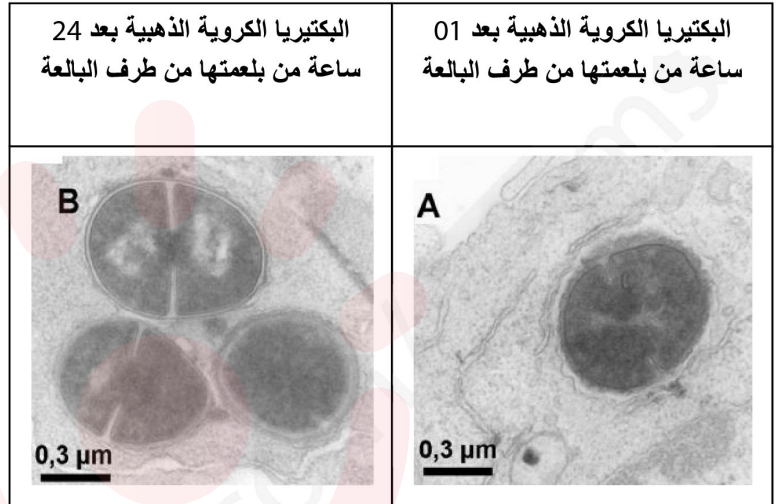 البكتيريا الكروية الذهبية بعد 01
ساعة من بلعمتها من طرف البالعة
البكتيريا الكروية الذهبية بعد 24
ساعة من بلعمتها من طرف البالعة
A
0,3 µm
B
0,3 µm